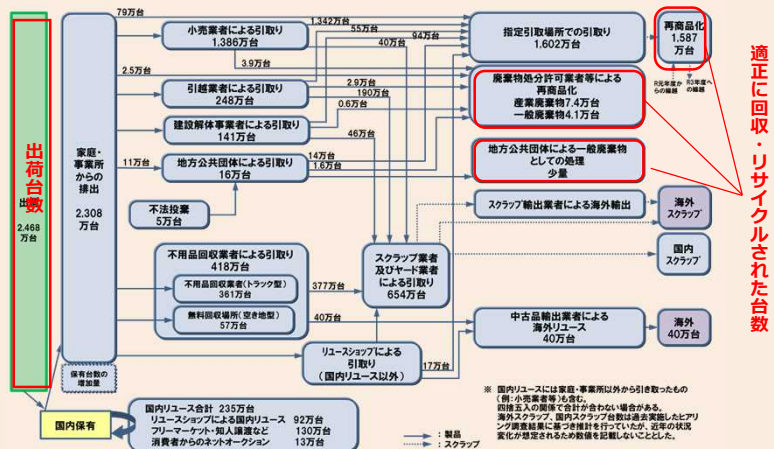 出荷台数
2,468
万台
家庭・
事業所
からの
排出
2,308
万台
保有台数の
増加量
国内保有
79万台
2.5万台
11万台
小売業者による引取り
1,386万台
引越業者による引取り
248万台
建設解体事業者による引取り
141万台
地方公共団体による引取り
16万台
不法投棄
5万台
不用品回収業者による引取り
418万台
不用品回収業者(トラック型)
361万台
無料回収場所(空き地型)
57万台
リユースショップによる
引取り
(国内リユース以外)
国内リユース合計 235万台
リユースショップによる国内リユース 92万台
フリーマーケット・知人譲渡など 130万台
消費者からのネットオークション 13万台
1,342万台
55万台
40万台
94万台
3.9万台
2.9万台
190万台
0.6万台
46万台
14万台
1.6万台
377万台
40万台
17万台
スクラップ業者
及びヤード業者
による引取り
654万台
指定引取場所での引取り
1,602万台
廃棄物処分許可業者等による
再商品化
産業廃棄物7.4万台
一般廃棄物4.1万台
地方公共団体による一般廃棄物
としての処理
少量
スクラップ輸出業者による海外輸出
中古品輸出業者による
海外リユース
40万台
再商品化
1,587
万台
R元年度か
らの繰越
R3年度へ
の繰越
海外
スクラップ
国内
スクラップ
海外
40万台
適正に回収・リサイクルされた台数
:製品
:スクラップ
※ 国内リユースには家庭・事業所以外から引き取ったもの
(例:小売業者等)も含む。
四捨五入の関係で合計が合わない場合がある。
海外スクラップ、国内スクラップ台数は過去実施したヒアリ
ング調査結果に基づき推計を行っていたが、近年の状況
変化が想定されるため数値を記載しないこととした。